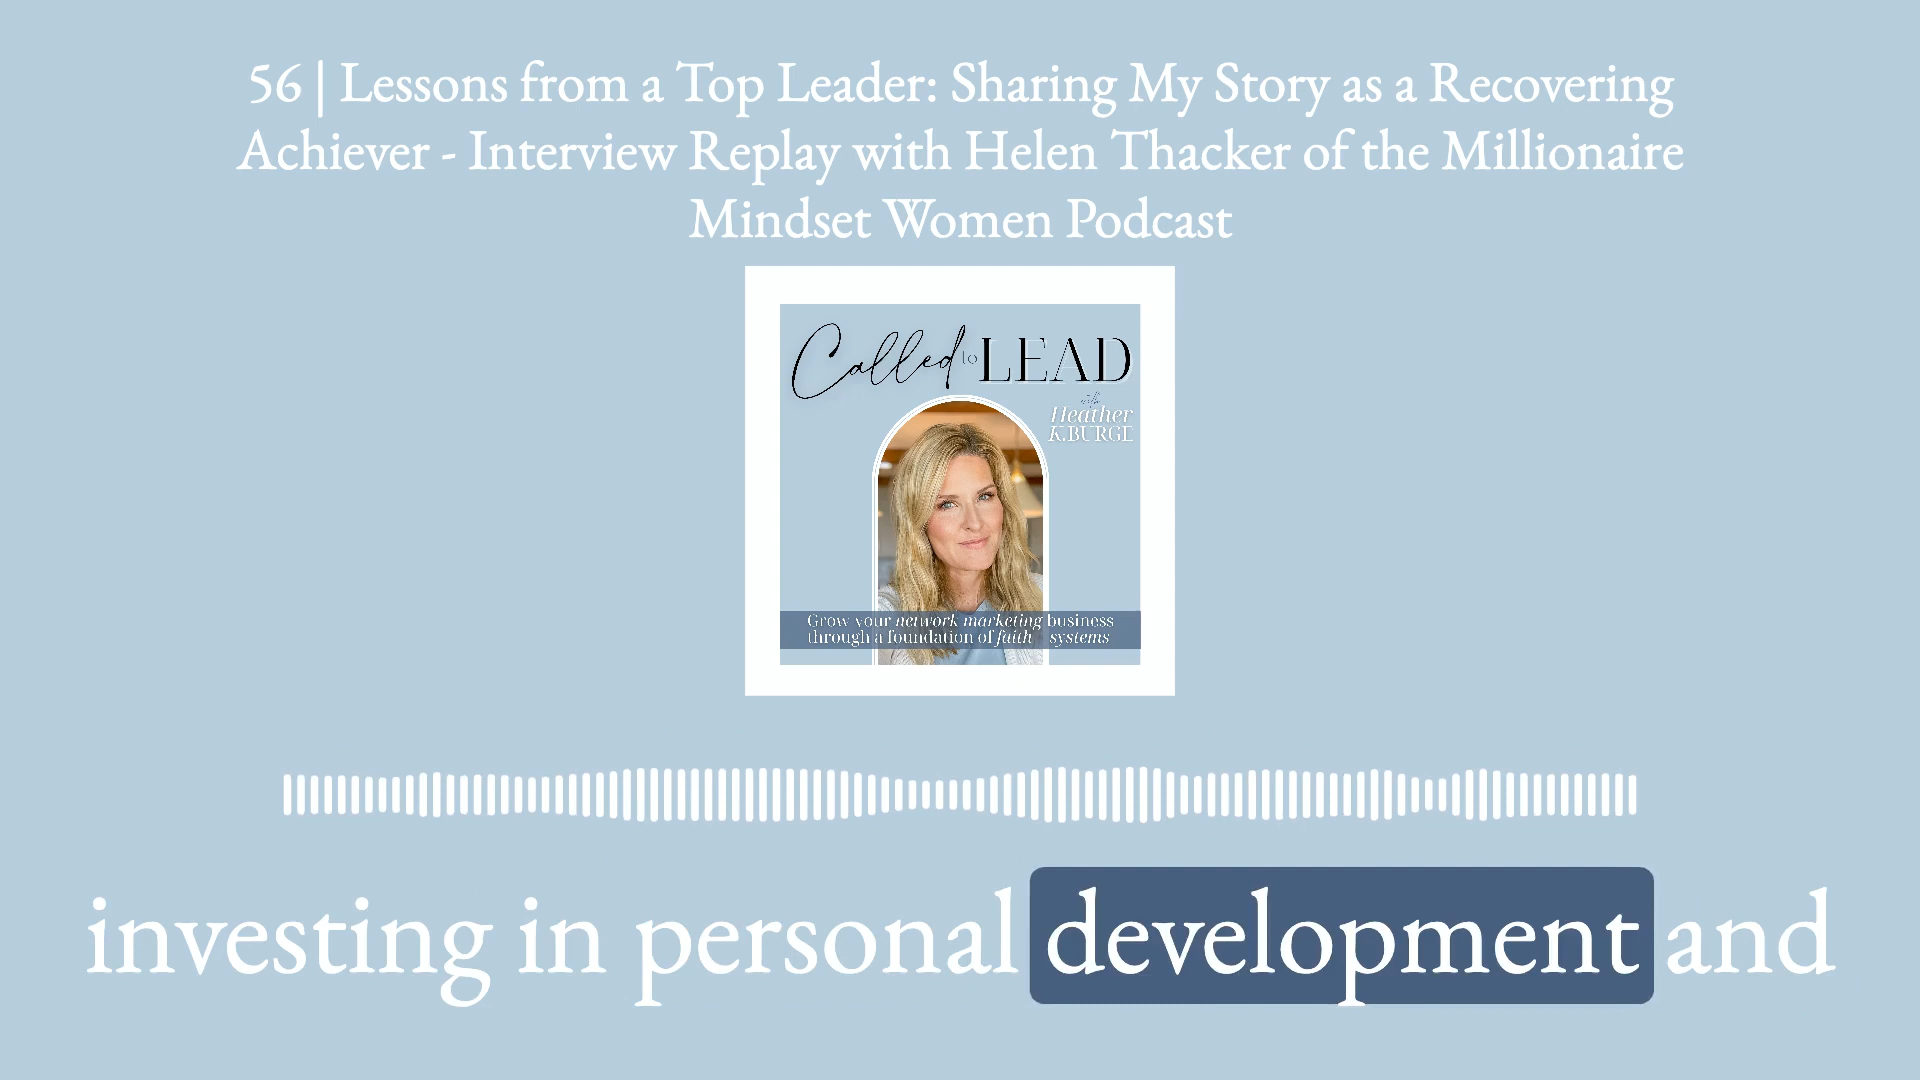 56 | Lessons from a Top Leader: Sharing My Story as a Recovering
Achiever - Interview Replay with Helen Thacker of the Millionaire
Mindset Women Podcast
Called to LEAD
with
Heather
K.BURGE
Grow your network marketing business
through a foundation of faith systems
investing in personal development and